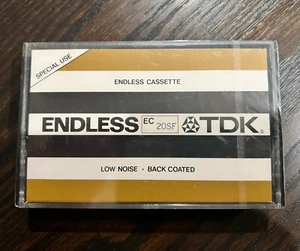 SPECIAL USE
ENDLESS CASSETTE
ENDLESS EC 20SF TDK®
LOW NOISE · BACK COATED